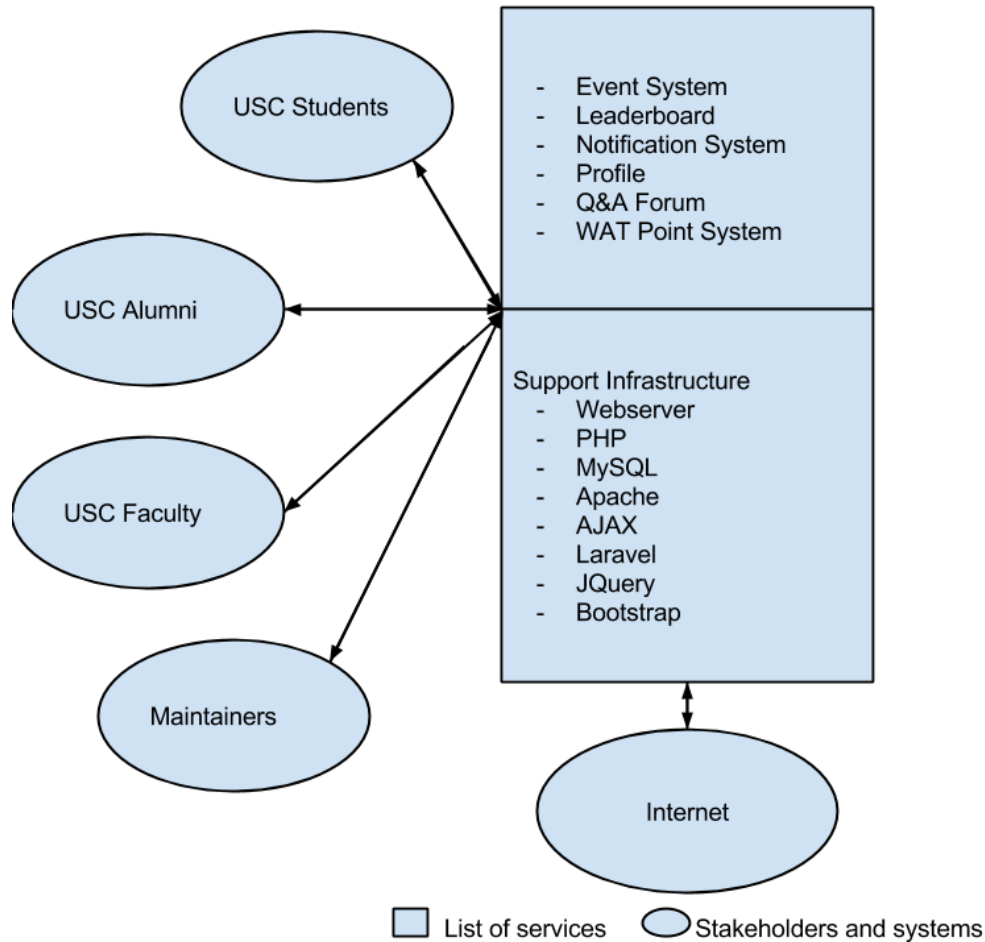 USC Students
USC Alumni
USC Faculty
Maintainers
- Event System
- Leaderboard
- Notification System
- Profile
- Q&A Forum
- WAT Point System
Support Infrastructure
- Webserver
- PHP
- MySQL
- Apache
- AJAX
- Laravel
- JQuery
- Bootstrap
Internet
List of services
Stakeholders and systems